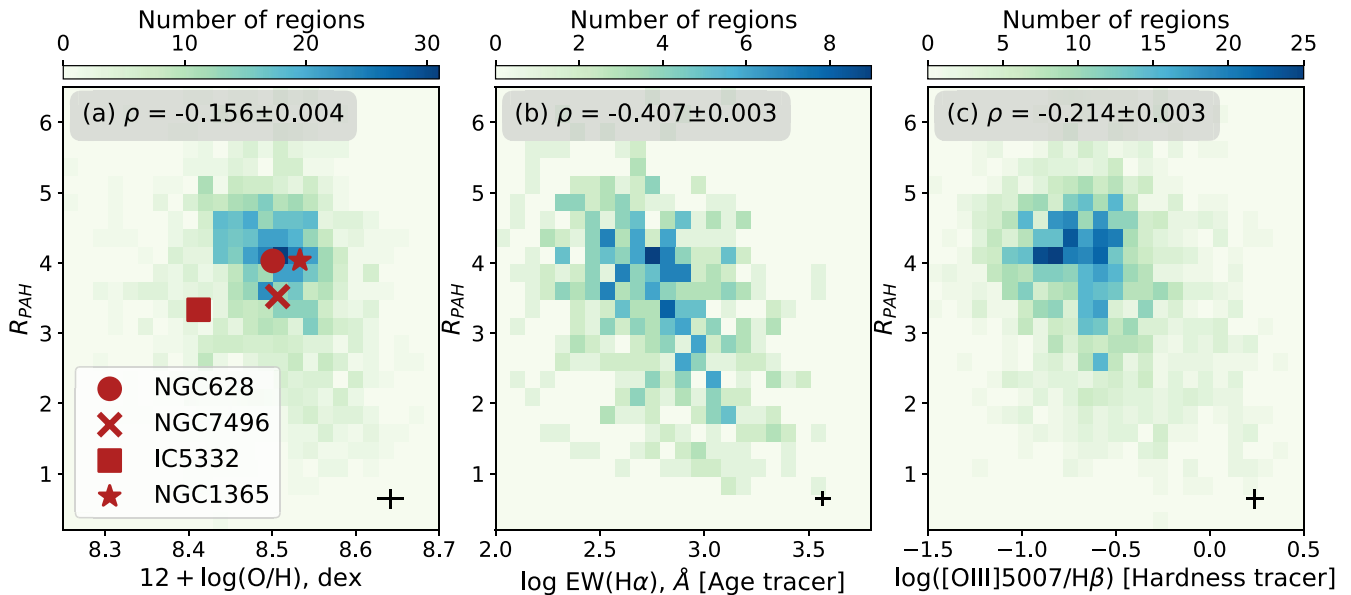 Number of regions
0 10 20 30
6
5
4
3
2
1
R_PAH
(a) ρ = -0.156±0.004
NGC628
NGC7496
IC5332
NGC1365
8.3 8.4 8.5 8.6 8.7
12 + log(O/H), dex
Number of regions
0 2 4 6 8
6
5
4
3
2
1
R_PAH
(b) ρ = -0.407±0.003
2.0 2.5 3.0 3.5
log EW(Hα), Å [Age tracer]
Number of regions
0 5 10 15 20 25
6
5
4
3
2
1
R_PAH
(c) ρ = -0.214±0.003
−1.5 −1.0 −0.5 0.0 0.5
log([OIII]5007/Hβ) [Hardness tracer]